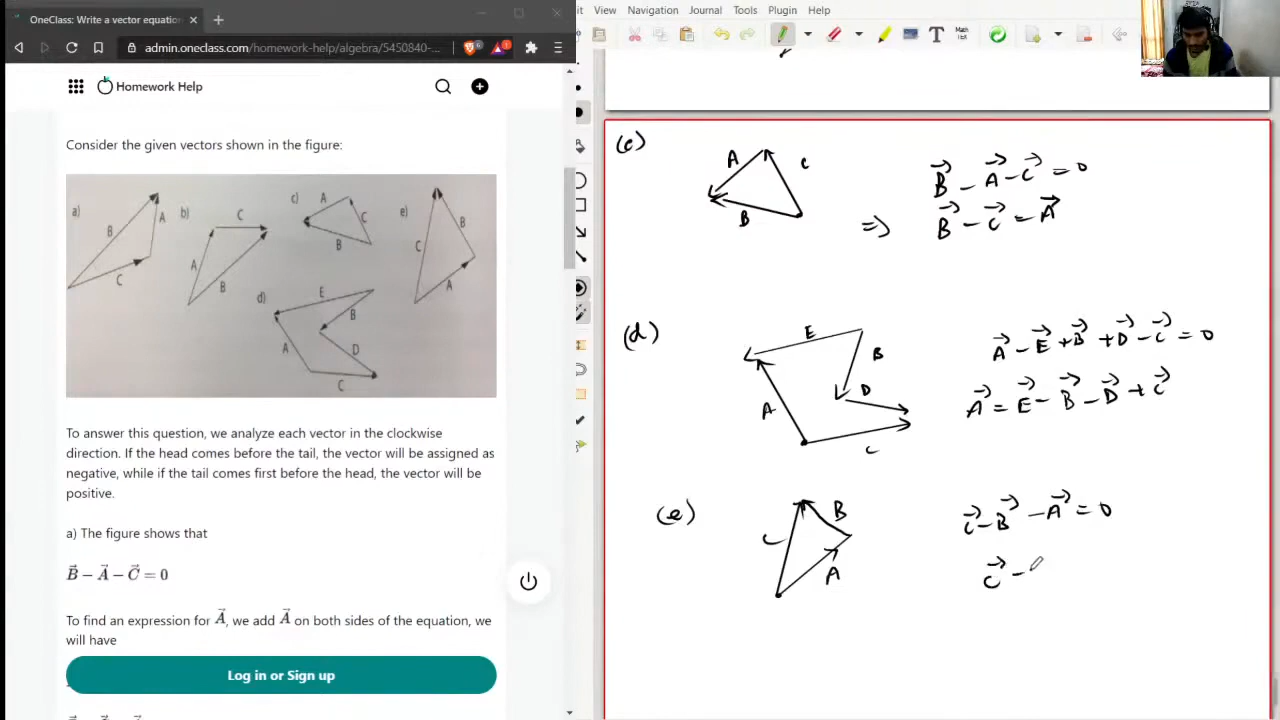 OneClass: Write a vector equation
admin.oneclass.com/homework-help/algebra/5450840-...
Homework Help
Consider the given vectors shown in the figure:
a) B A C
b) C A B
c) A C B
d) E B D A C
e) C B A
To answer this question, we analyze each vector in the clockwise
direction. If the head comes before the tail, the vector will be assigned as
negative, while if the tail comes first before the head, the vector will be
positive.
a) The figure shows that
B⃗ − A⃗ − C⃗ = 0
To find an expression for A⃗, we add A⃗ on both sides of the equation, we
will have
Log in or Sign up
View Navigation Journal Plugin Help
T
(c)
A C B
B⃗ − A⃗ − C⃗ = 0
=> B⃗ − C⃗ = A⃗
(d)
E B D A C
A⃗ − E⃗ + B⃗ + D⃗ − C⃗ = 0
A⃗ = E⃗ − B⃗ − D⃗ + C⃗
(e)
C B A
C⃗ − B⃗ − A⃗ = 0
C⃗ −